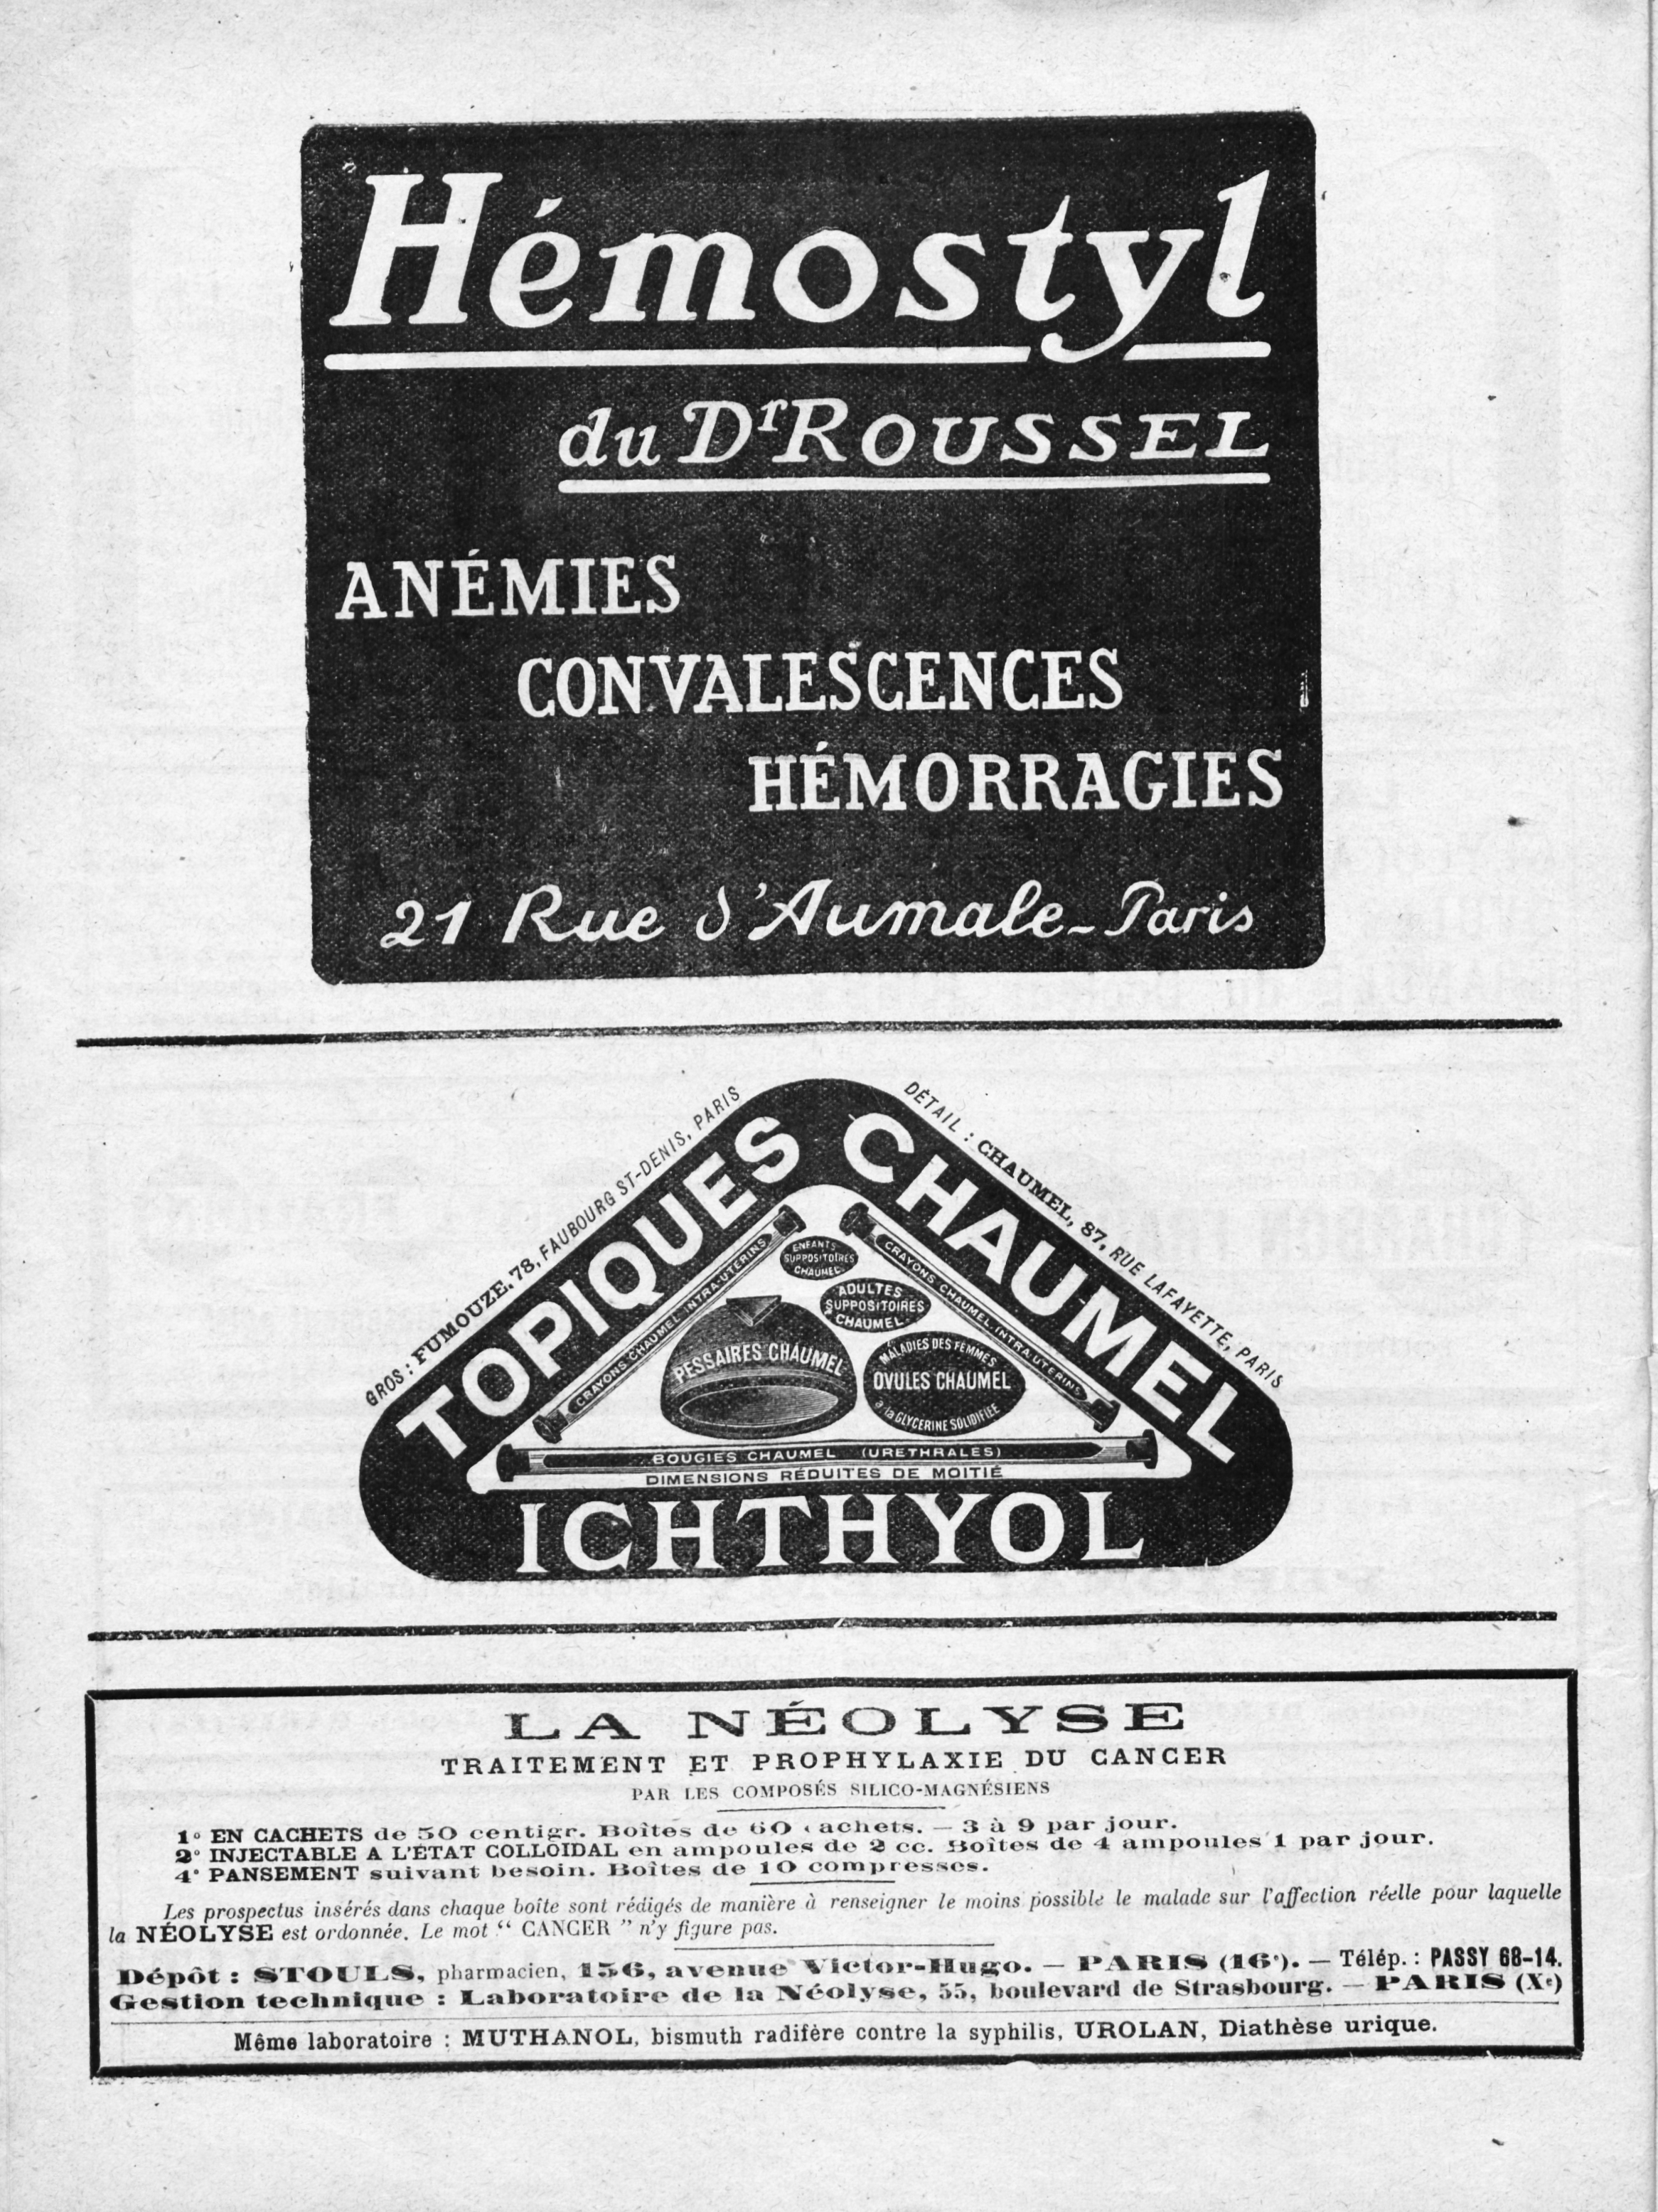 Hémostyl
du Dr ROUSSEL
ANÉMIES
CONVALESCENCES
HÉMORRAGIES
21 Rue d'Aumale - Paris
GROS : FUMOUZE, 78, FAUBOURG ST-DENIS, PARIS
DÉTAIL : CHAUMEL, 87, RUE LAFAYETTE, PARIS
TOPIQUES CHAUMEL
CRAYONS CHAUMEL INTRA-UTERINS
CRAYONS CHAUMEL INTRA-UTERINS
ENFANTS
SUPPOSITOIRES
CHAUMEL
ADULTES
SUPPOSITOIRES
CHAUMEL
PESSAIRES CHAUMEL
MALADIES DES FEMMES
OVULES CHAUMEL
à la GLYCERINE SOLIDIFIÉE
BOUGIES CHAUMEL (URETHRALES)
DIMENSIONS RÉDUITES DE MOITIÉ
ICHTHYOL
LA NÉOLYSE
TRAITEMENT ET PROPHYLAXIE DU CANCER
PAR LES COMPOSÉS SILICO-MAGNÉSIENS
1° EN CACHETS de 50 centigr. Boîtes de 60 cachets. — 3 à 9 par jour.
2° INJECTABLE A L'ÉTAT COLLOÏDAL en ampoules de 2 cc. Boîtes de 4 ampoules 1 par jour.
4° PANSEMENT suivant besoin. Boîtes de 10 compresses.
Les prospectus insérés dans chaque boîte sont rédigés de manière à renseigner le moins possible le malade sur l'affection réelle pour laquelle
la NÉOLYSE est ordonnée. Le mot “ CANCER ” n'y figure pas.
Dépôt : STOULS, pharmacien, 156, avenue Victor-Hugo. — PARIS (16e). — Télép. : PASSY 68-14.
Gestion technique : Laboratoire de la Néolyse, 55, boulevard de Strasbourg. — PARIS (Xe)
Même laboratoire : MUTHANOL, bismuth radifère contre la syphilis, UROLAN, Diathèse urique.